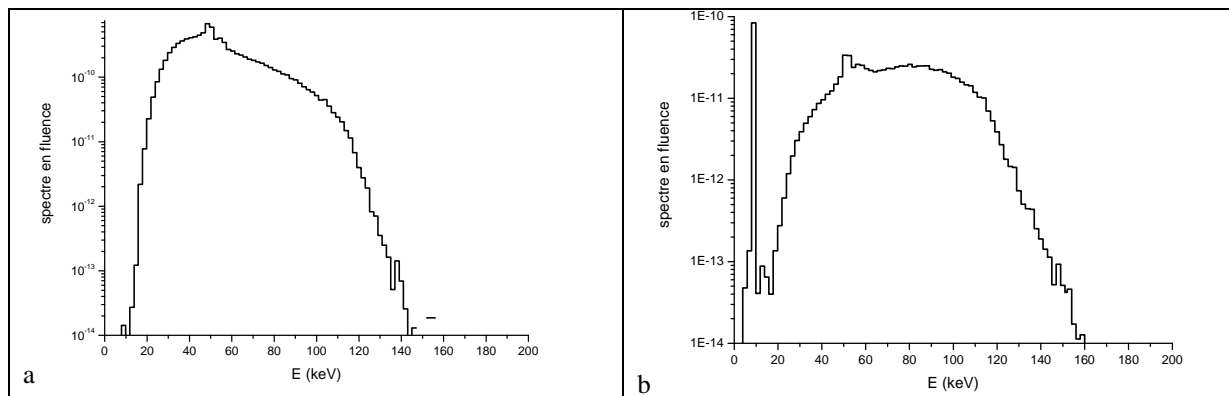 spectre en fluence
10⁻¹⁰
10⁻¹¹
10⁻¹²
10⁻¹³
10⁻¹⁴
0 20 40 60 80 100 120 140 160 180 200
E (keV)
a
spectre en fluence
1E-10
1E-11
1E-12
1E-13
1E-14
0 20 40 60 80 100 120 140 160 180 200
E (keV)
b